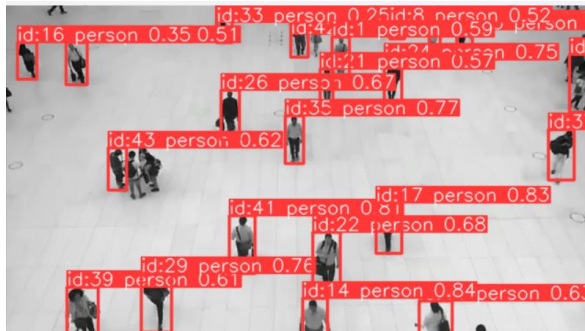 id:33 person 0.25
id:8 person 0.52
id:16 person 0.35 0.51
id:1 person 0.59
person
id:24 person 0.75
id:21 person 0.57
id:26 person 0.67
id:35 person 0.77
id:43 person 0.62
id:17 person 0.83
id:41 person 0.81
id:22 person 0.68
id:29 person 0.76
id:39 person 0.61
id:14 person 0.84
person 0.63